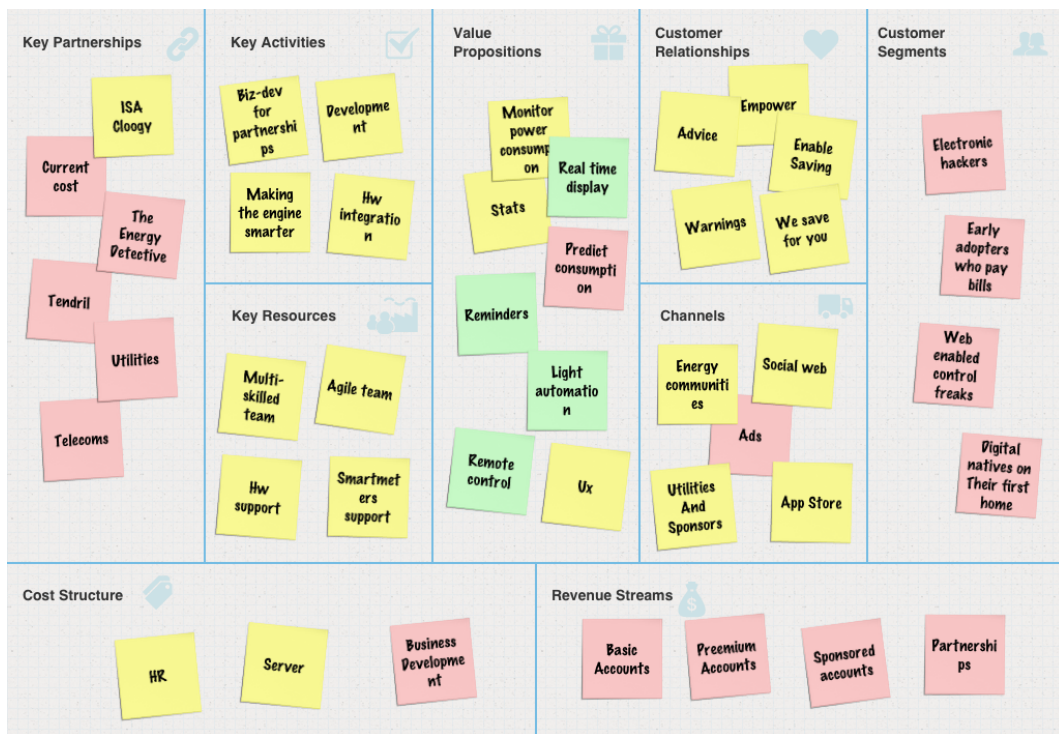 Key Partnerships
ISA
Cloogy
Current
cost
The
Energy
Detective
Tendril
Utilities
Telecoms
Key Activities
Biz-dev
for
partnershi
ps
Developme
nt
Making
the engine
smarter
Hw
integratio
n
Key Resources
Multi-
skilled
team
Agile team
Hw
support
Smartmet
ers
support
Value
Propositions
Monitor
power
consumpti
on
Real time
display
Stats
Predict
consumpti
on
Reminders
Light
automatio
n
Remote
control
Ux
Customer
Relationships
Empower
Advice
Enable
Saving
Warnings
We save
for you
Channels
Energy
communiti
es
Social web
Ads
Utilities
And
Sponsors
App Store
Customer
Segments
Electronic
hackers
Early
adopters
who pay
bills
Web
enabled
control
freaks
Digital
natives on
Their first
home
Cost Structure
HR
Server
Business
Developme
nt
Revenue Streams
$
Basic
Accounts
Preemium
Accounts
Sponsored
accounts
Partnershi
ps